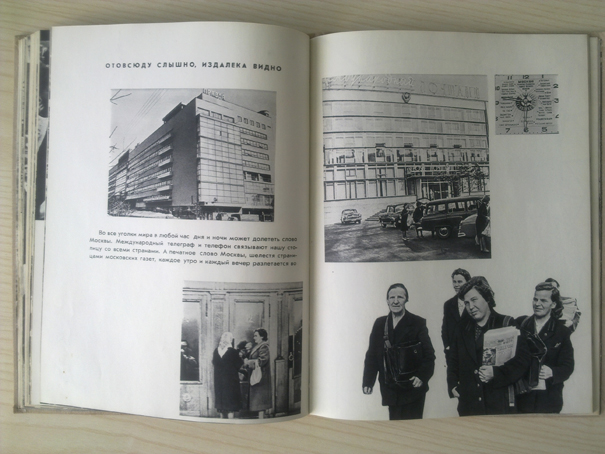 ОТОВСЮДУ СЛЫШНО, ИЗДАЛЕКА ВИДНО
Во все уголки мира в любой час дня и ночи может долететь слово
Москвы. Международный телеграф и телефон связывают нашу сто-
лицу со всеми странами. А печатное слово Москвы, шелестя страни-
цами московских газет, каждое утро и каждый вечер разлетается из